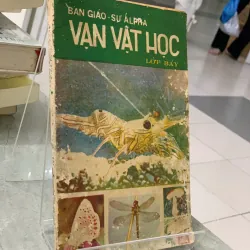 BAN GIÁO-SƯ ALPHA
VẠN VẬT HỌC
LỚP BẢY